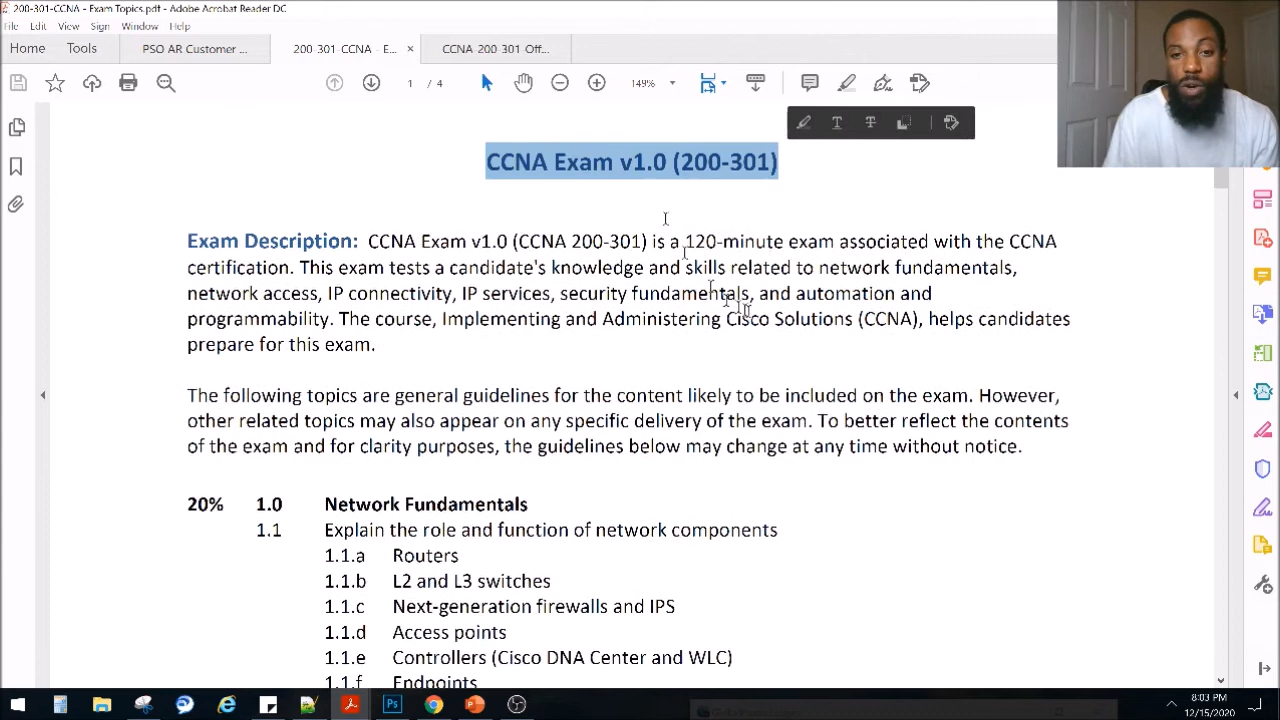 200-301-CCNA - Exam Topics.pdf - Adobe Acrobat Reader DC
File Edit View Sign Window Help
Home Tools PSO AR Customer ... 200-301-CCNA - E... × CCNA 200-301 Off...
1 / 4 149%
CCNA Exam v1.0 (200-301)
Exam Description: CCNA Exam v1.0 (CCNA 200-301) is a 120-minute exam associated with the CCNA
certification. This exam tests a candidate's knowledge and skills related to network fundamentals,
network access, IP connectivity, IP services, security fundamentals, and automation and
programmability. The course, Implementing and Administering Cisco Solutions (CCNA), helps candidates
prepare for this exam.
The following topics are general guidelines for the content likely to be included on the exam. However,
other related topics may also appear on any specific delivery of the exam. To better reflect the contents
of the exam and for clarity purposes, the guidelines below may change at any time without notice.
20% 1.0 Network Fundamentals
1.1 Explain the role and function of network components
1.1.a Routers
1.1.b L2 and L3 switches
1.1.c Next-generation firewalls and IPS
1.1.d Access points
1.1.e Controllers (Cisco DNA Center and WLC)
1.1.f Endpoints
8:03 PM
12/15/2020